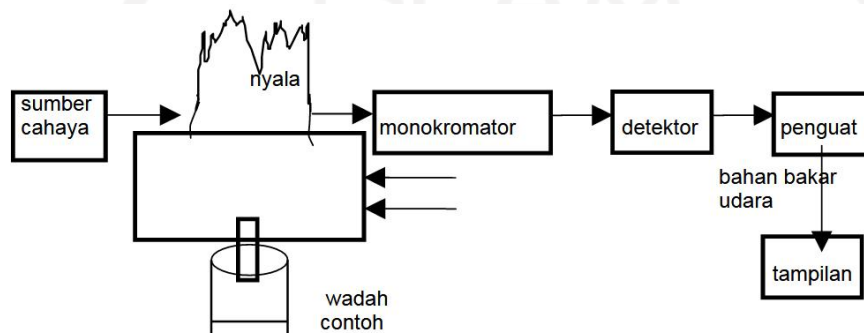 nyala
sumber
cahaya
monokromator
detektor
penguat
bahan bakar
udara
tampilan
wadah
contoh